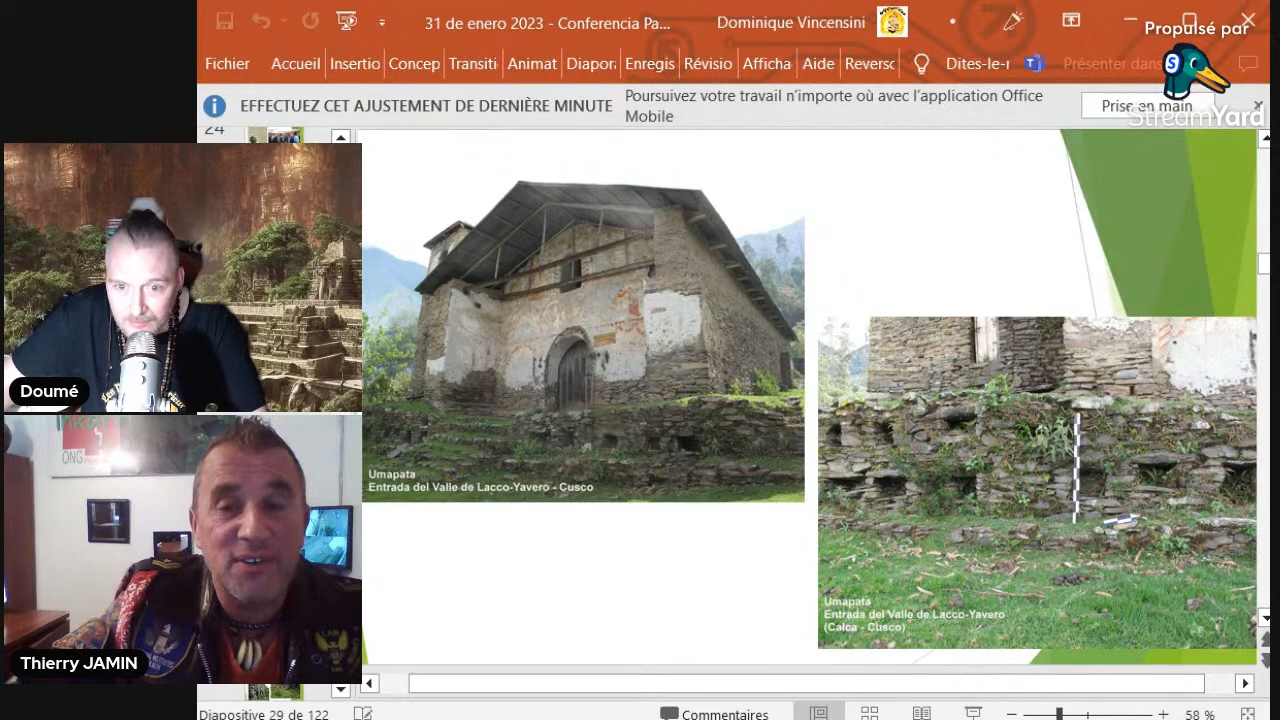 31 de enero 2023 - Conferencia Pa...
Dominique Vincensini
Propulsé par
S StreamYard
Fichier Accueil Insertio Concep Transiti Animat Diapora Enregis Révisio Afficha Aide Reverso Dites-le-r Présenter dans
EFFECTUEZ CET AJUSTEMENT DE DERNIÈRE MINUTE
Poursuivez votre travail n'importe où avec l'application Office
Mobile
Prise en main
24
Doumé
ONG
Thierry JAMIN
Umapata
Entrada del Valle de Lacco-Yavero - Cusco
Umapata
Entrada del Valle de Lacco-Yavero
(Calca - Cusco)
Diapositive 29 de 122
Commentaires
58 %